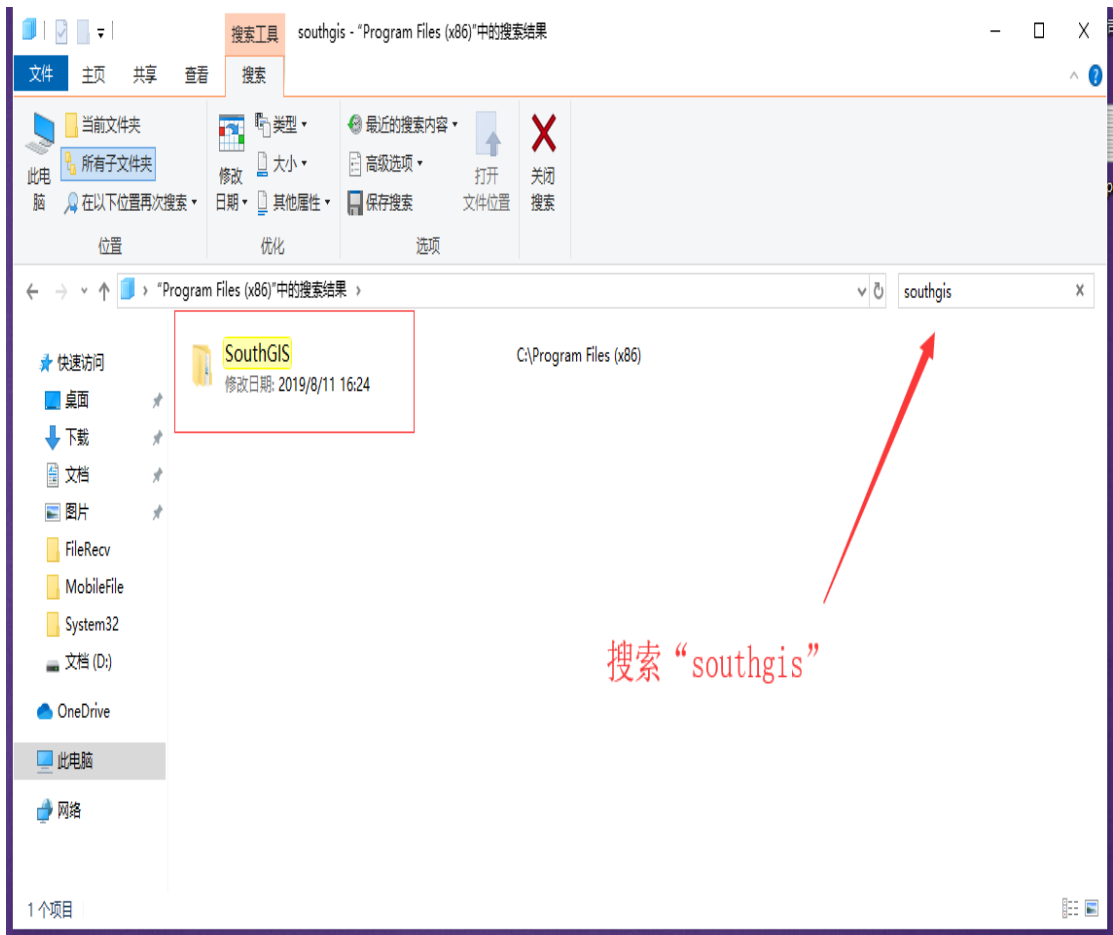 搜索工具 southgis - “Program Files (x86)”中的搜索结果
文件 主页 共享 查看 搜索
此电脑
当前文件夹
所有子文件夹
在以下位置再次搜索
位置
修改日期
类型
大小
其他属性
优化
最近的搜索内容
高级选项
保存搜索
打开文件位置
选项
关闭搜索
“Program Files (x86)”中的搜索结果
southgis
快速访问
桌面
下载
文档
图片
FileRecv
MobileFile
System32
文档 (D:)
OneDrive
此电脑
网络
SouthGIS
修改日期: 2019/8/11 16:24
C:\Program Files (x86)
搜索“southgis”
1 个项目